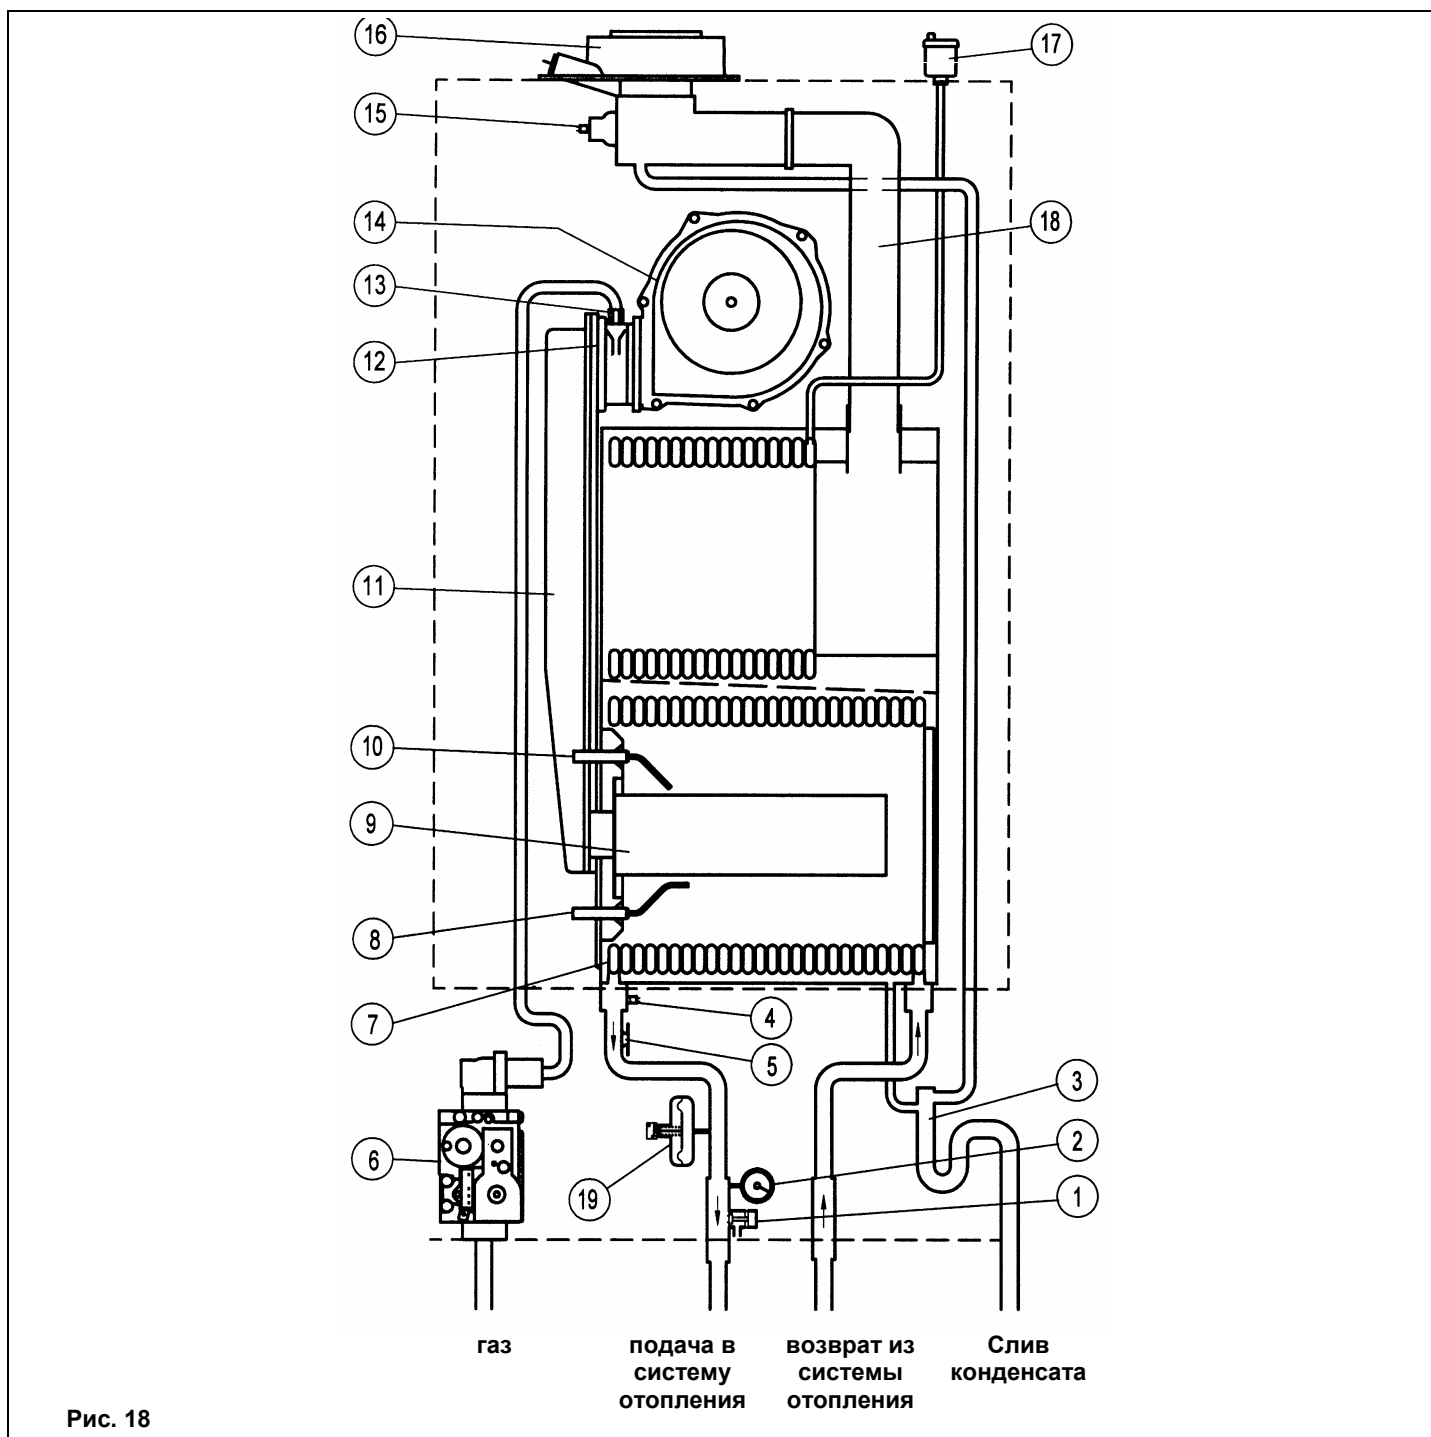 16
17
15
14
18
13
12
11
10
9
8
7
4
5
3
6
2
19
1
газ
подача в
систему
отопления
возврат из
системы
отопления
Слив
конденсата
Рис. 18